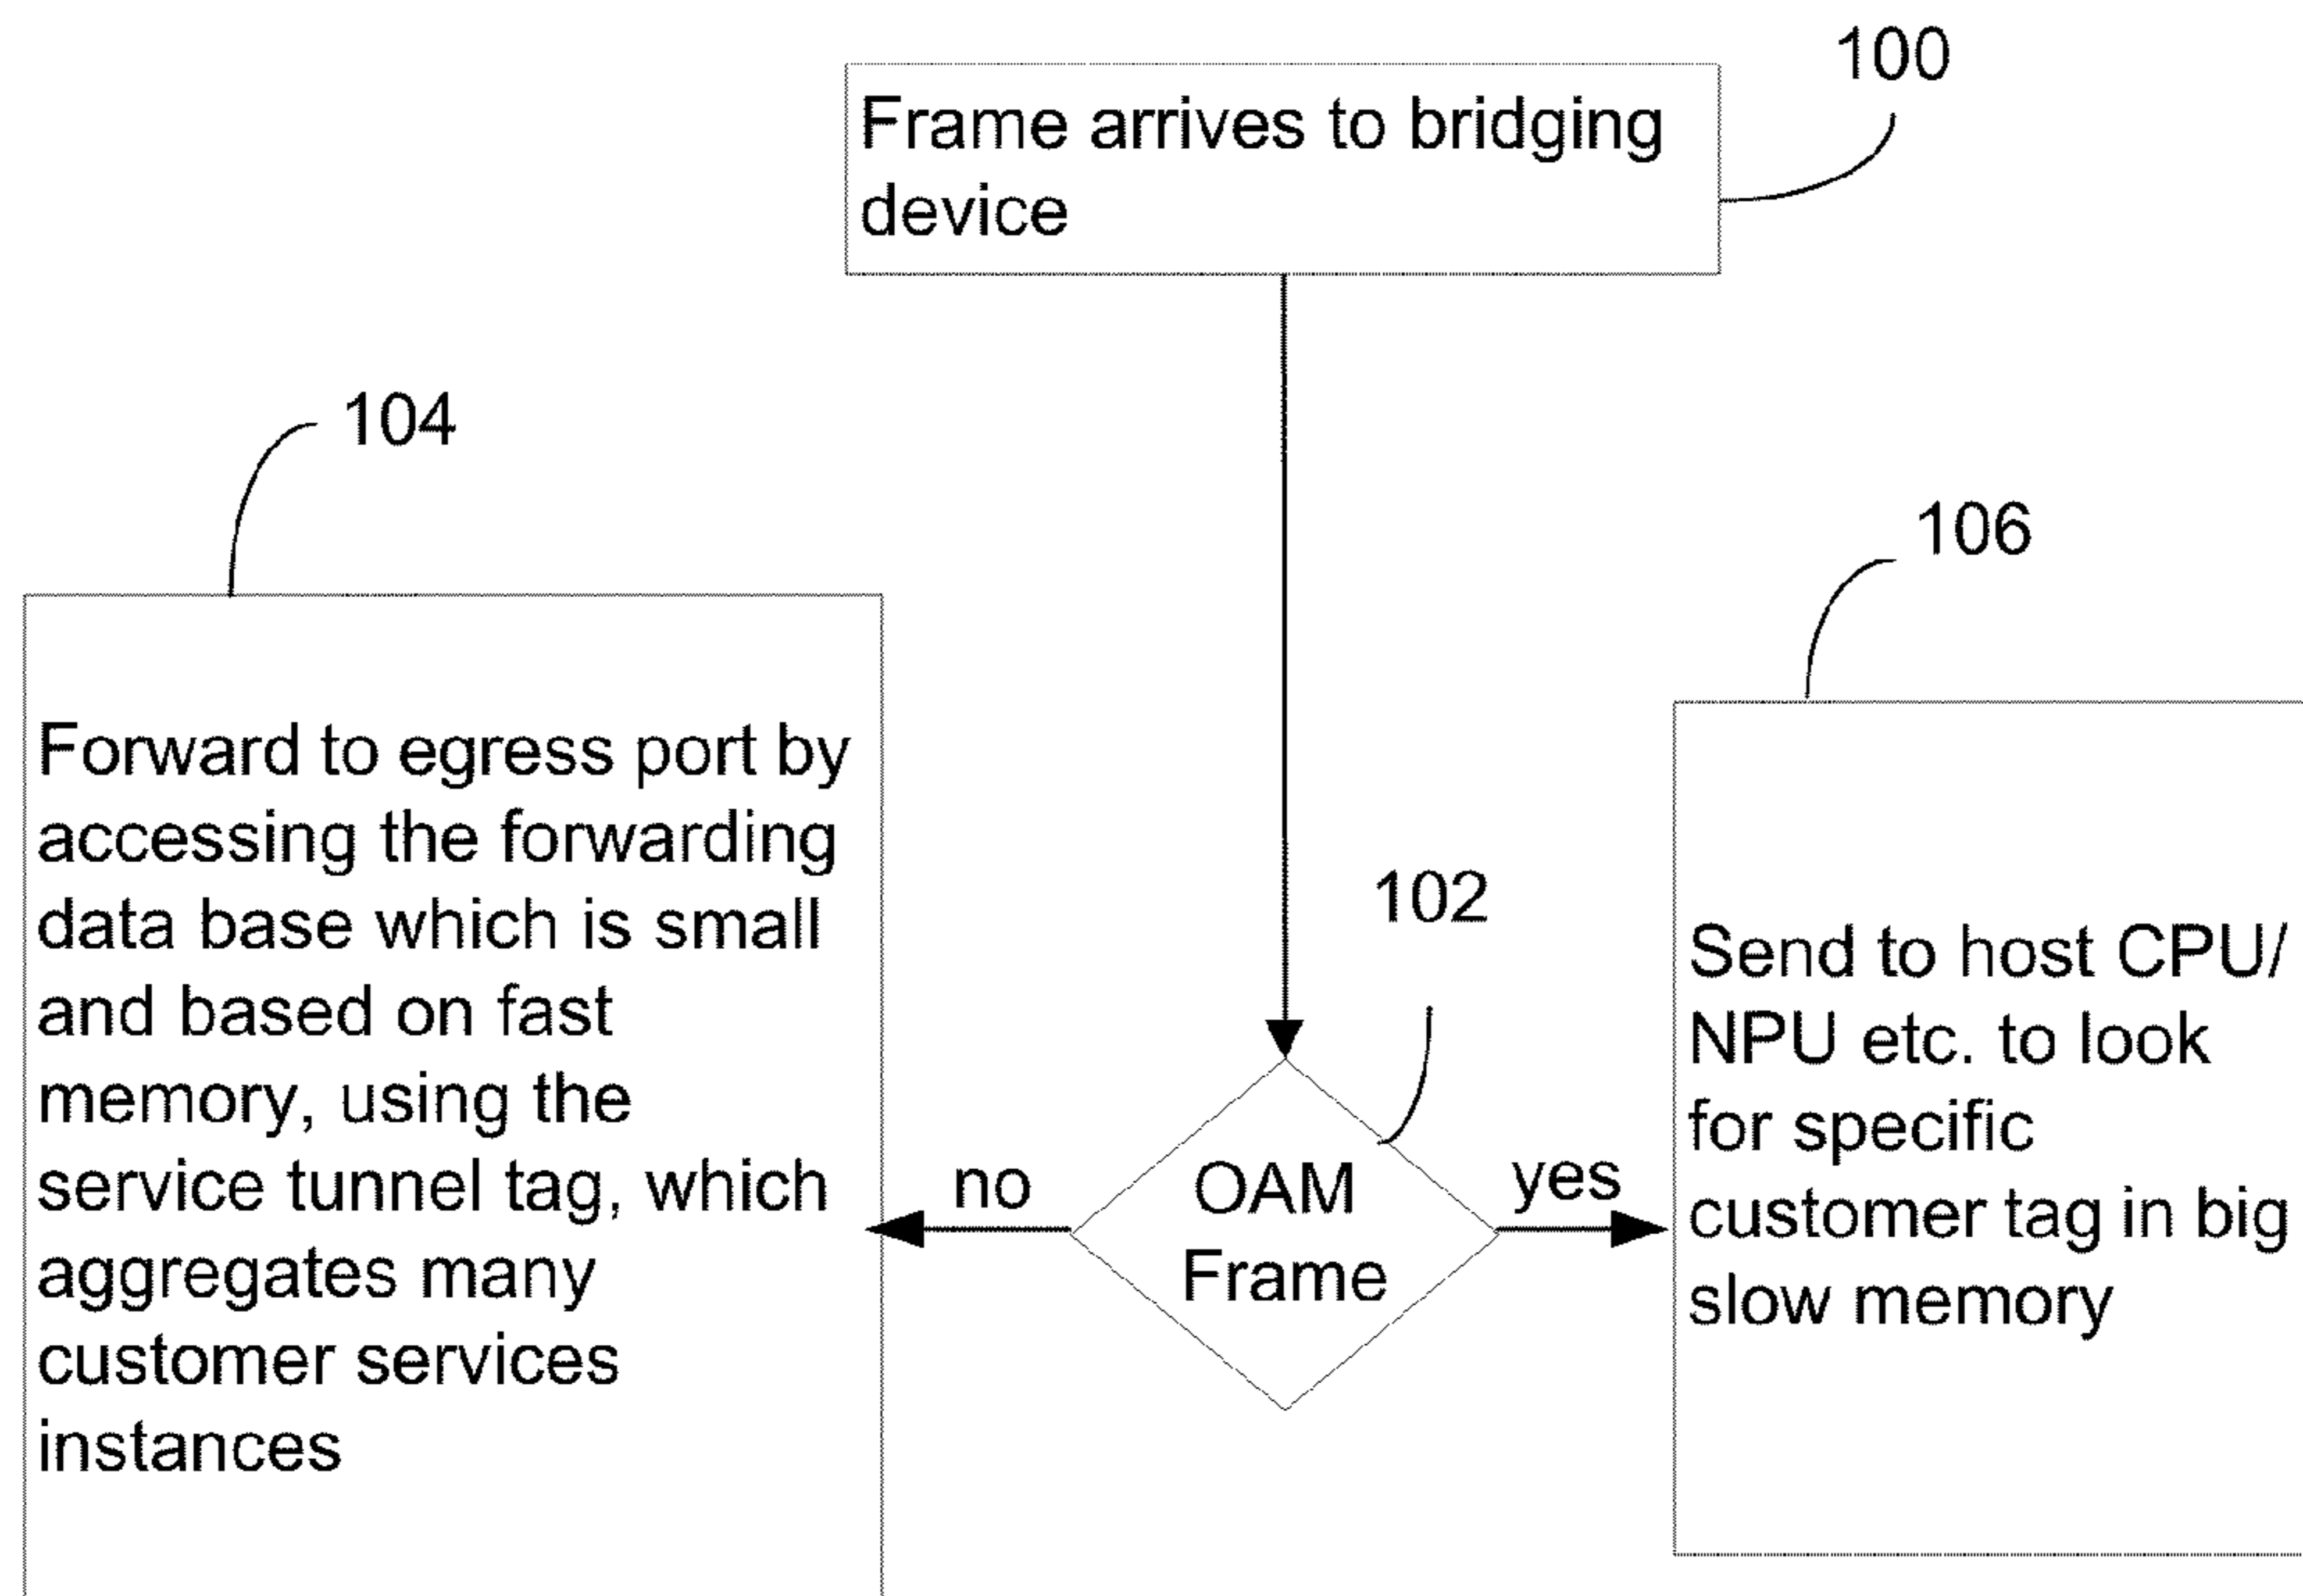 100
Frame arrives to bridging
device
104
106
Forward to egress port by
accessing the forwarding
data base which is small
and based on fast
memory, using the
service tunnel tag, which
aggregates many
customer services
instances
102
no
OAM
Frame
yes
Send to host CPU/
NPU etc. to look
for specific
customer tag in big
slow memory